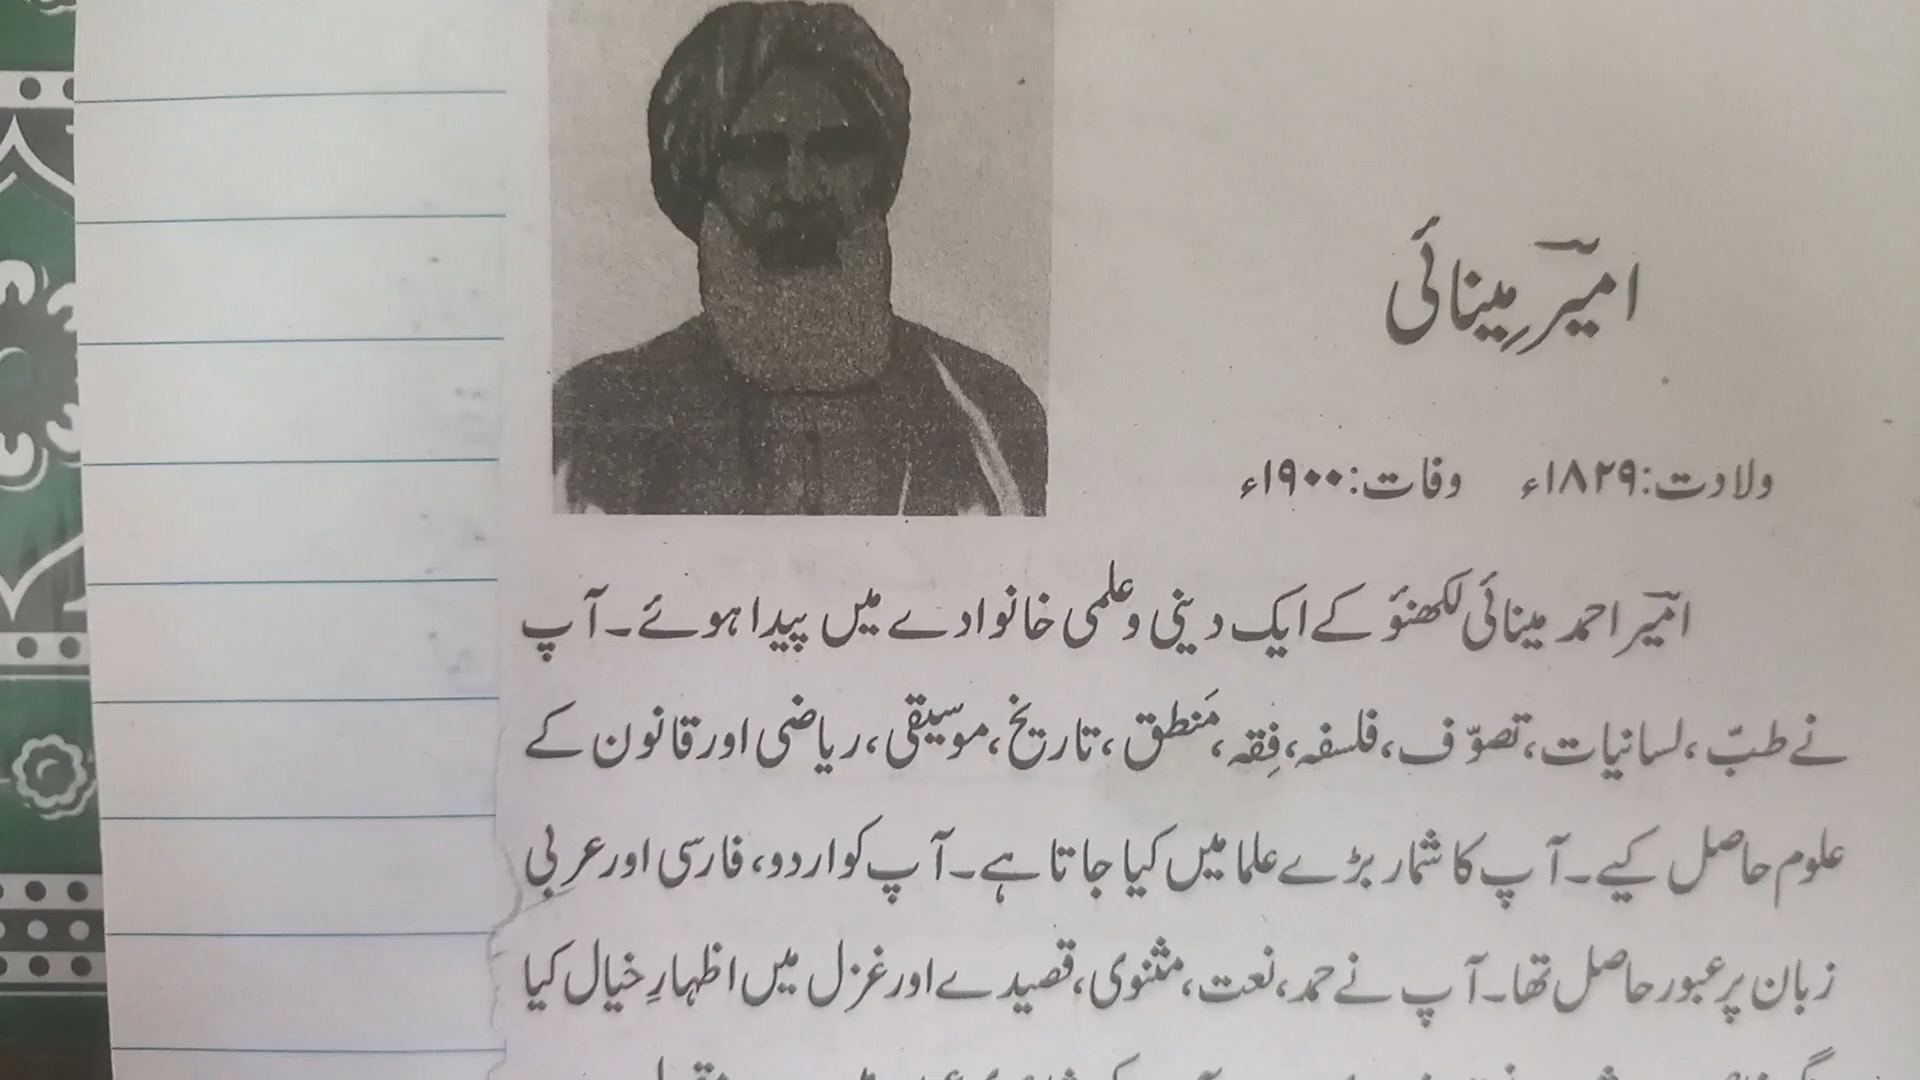 امیرؔ مینائی
ولادت: ۱۸۲۹ء وفات: ۱۹۰۰ء
امیرؔ احمد مینائی لکھنؤ کے ایک دینی و علمی خانوادے میں پیدا ہوئے۔ آپ
نے طبّ، لسانیات، تصوّف، فلسفہ، فِقہ، مَنطق، تاریخ، موسیقی، ریاضی اور قانون کے
علوم حاصل کیے۔ آپ کا شمار بڑے علما میں کیا جاتا ہے۔ آپ کو اردو، فارسی اور عربی
زبان پر عبور حاصل تھا۔ آپ نے حمد، نعت، مثنوی، قصیدے اور غزل میں اظہارِ خیال کیا